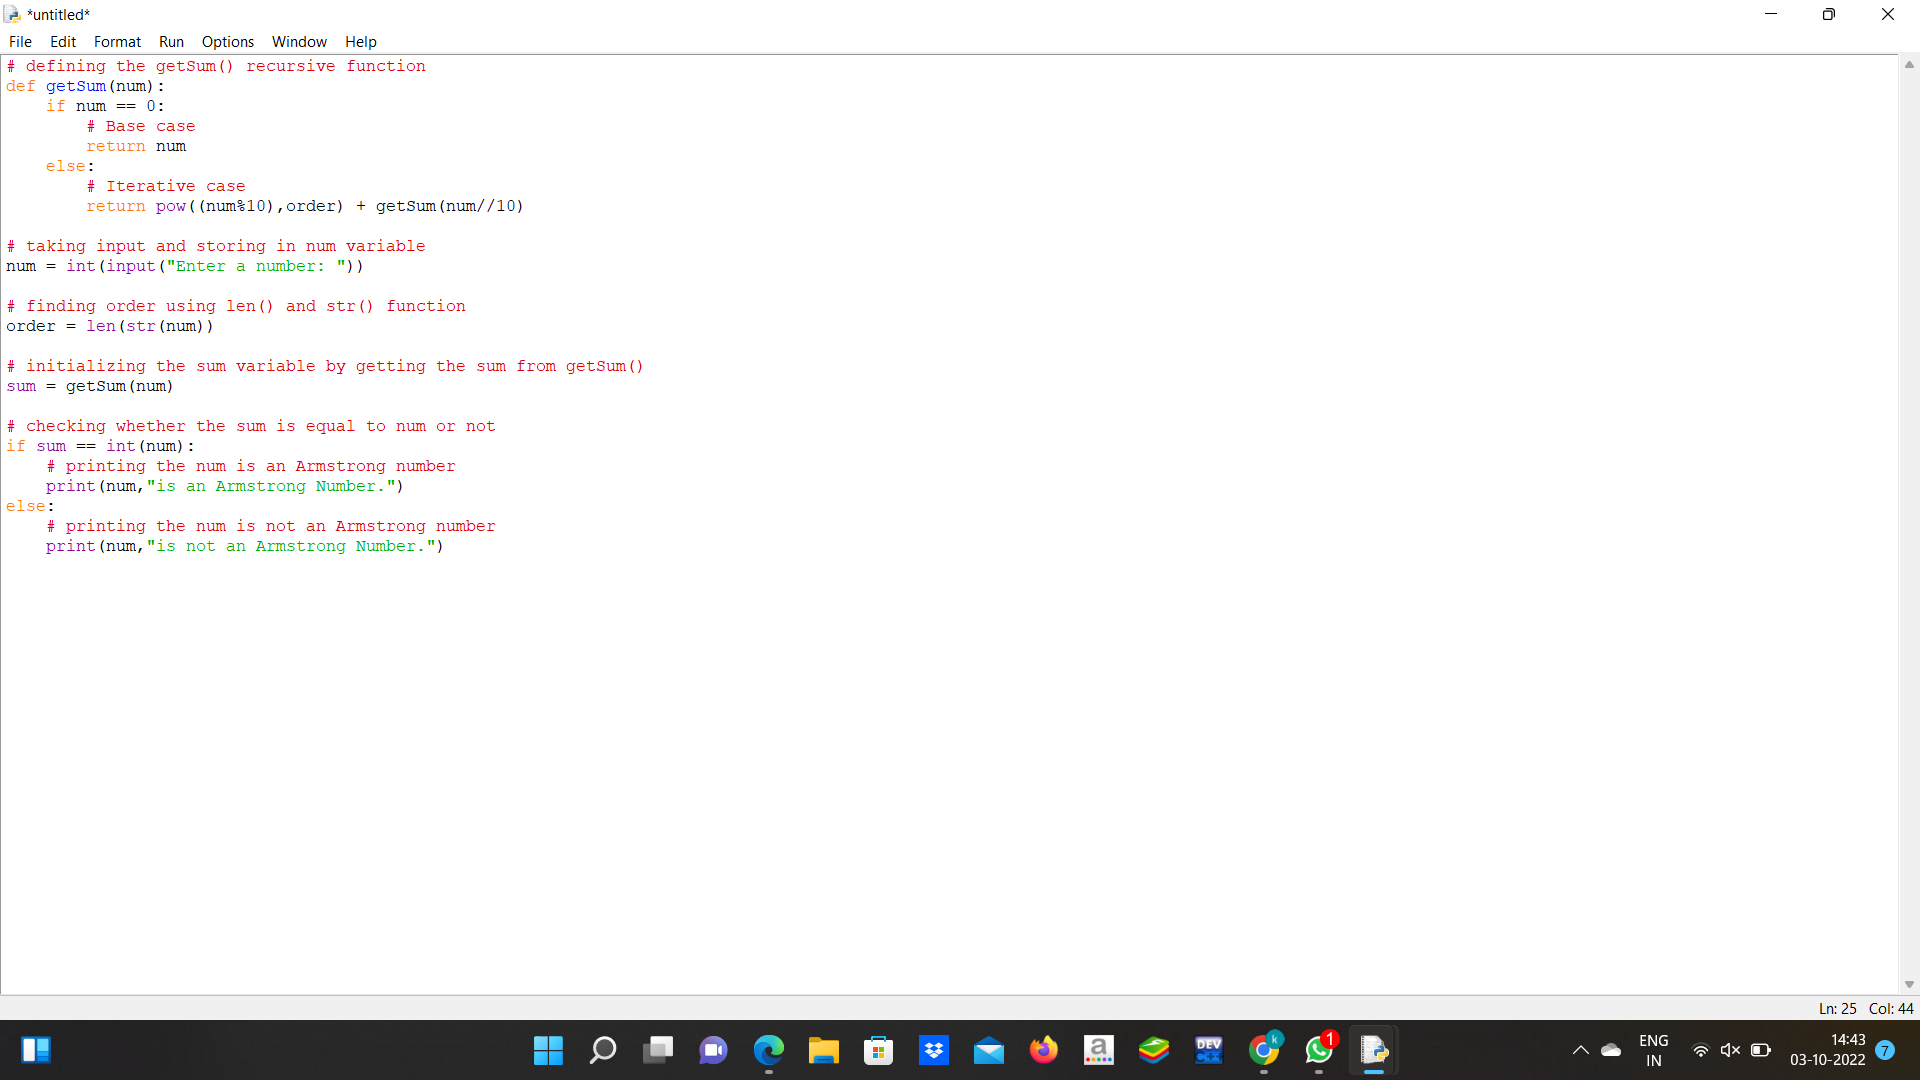 *untitled*
File Edit Format Run Options Window Help
# defining the getSum() recursive function
def getSum(num):
    if num == 0:
        # Base case
        return num
    else:
        # Iterative case
        return pow((num%10),order) + getSum(num//10)

# taking input and storing in num variable
num = int(input("Enter a number: "))

# finding order using len() and str() function
order = len(str(num))

# initializing the sum variable by getting the sum from getSum()
sum = getSum(num)

# checking whether the sum is equal to num or not
if sum == int(num):
    # printing the num is an Armstrong number
    print(num,"is an Armstrong Number.")
else:
    # printing the num is not an Armstrong number
    print(num,"is not an Armstrong Number.")
Ln: 25 Col: 44
a
DEV
C++
k
1
ENG
IN
14:43
03-10-2022
7